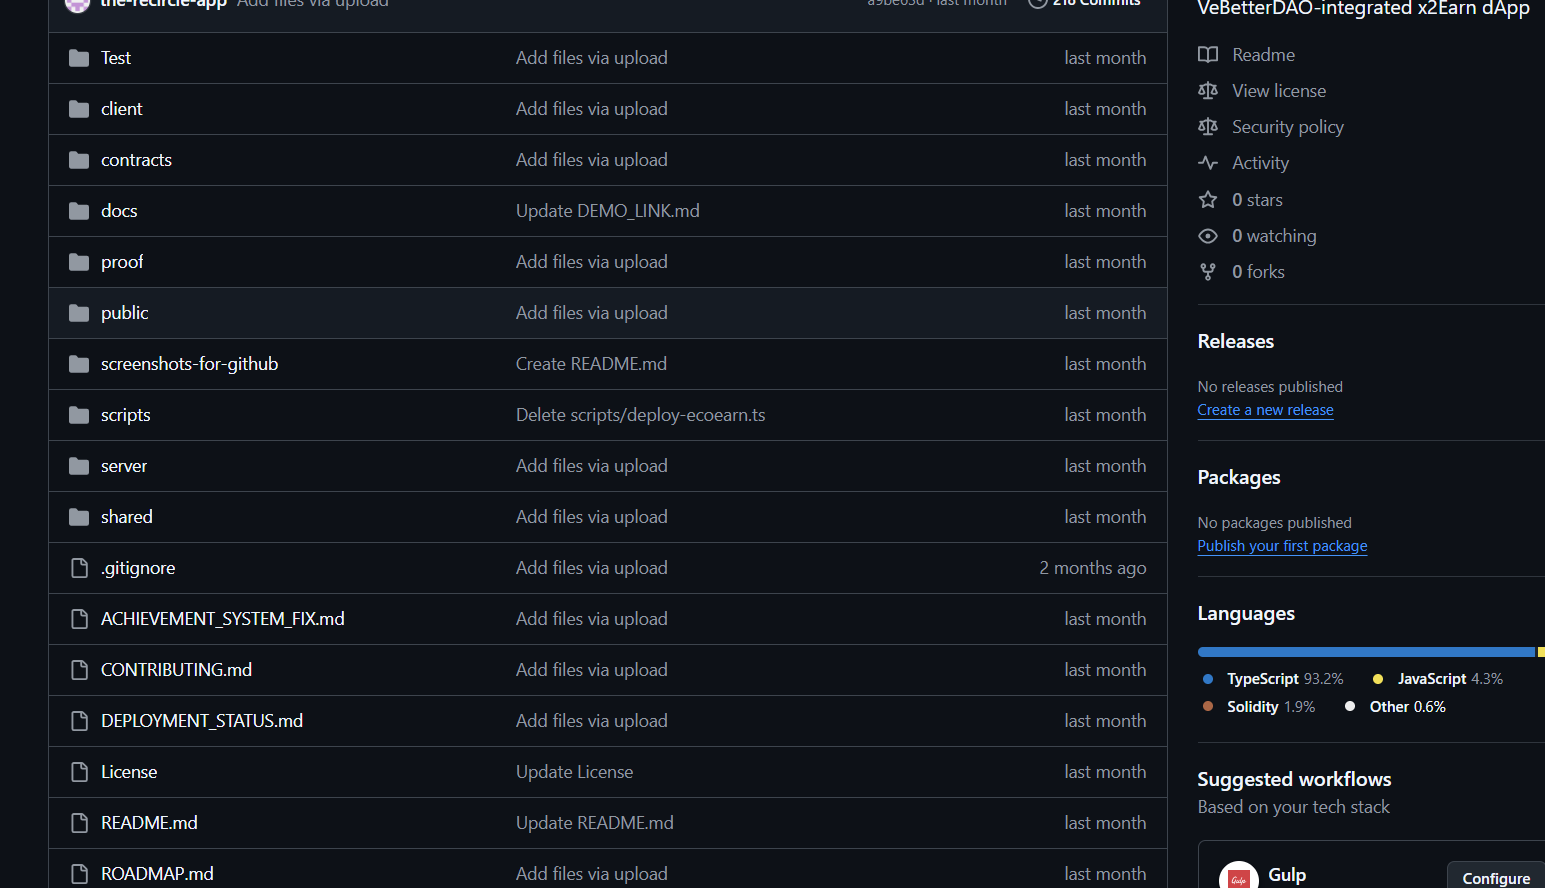 the-recircle-app Add files via upload a9be63d · last month 216 Commits
Test Add files via upload last month
client Add files via upload last month
contracts Add files via upload last month
docs Update DEMO_LINK.md last month
proof Add files via upload last month
public Add files via upload last month
screenshots-for-github Create README.md last month
scripts Delete scripts/deploy-ecoearn.ts last month
server Add files via upload last month
shared Add files via upload last month
.gitignore Add files via upload 2 months ago
ACHIEVEMENT_SYSTEM_FIX.md Add files via upload last month
CONTRIBUTING.md Add files via upload last month
DEPLOYMENT_STATUS.md Add files via upload last month
License Update License last month
README.md Update README.md last month
ROADMAP.md Add files via upload last month
VeBetterDAO-integrated x2Earn dApp
Readme
View license
Security policy
Activity
0 stars
0 watching
0 forks
Releases
No releases published
Create a new release
Packages
No packages published
Publish your first package
Languages
TypeScript 93.2% JavaScript 4.3%
Solidity 1.9% Other 0.6%
Suggested workflows
Based on your tech stack
Gulp Gulp Configure